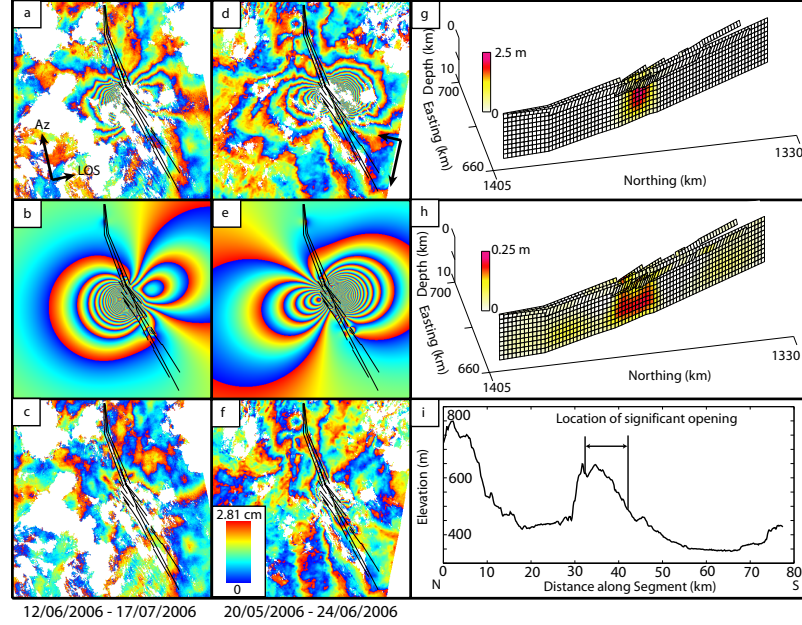 a
Az
LOS
b
c
12/06/2006 - 17/07/2006
d
e
f
2.81 cm
0
20/05/2006 - 24/06/2006
g
0
Depth (km)
10
700
Easting (km)
660
1405
Northing (km)
1330
2.5 m
0
h
0
Depth (km)
10
700
Easting (km)
660
1405
Northing (km)
1330
0.25 m
0
i
800
600
400
Elevation (m)
Location of significant opening
0 10 20 30 40 50 60 70 80
N Distance along Segment (km) S